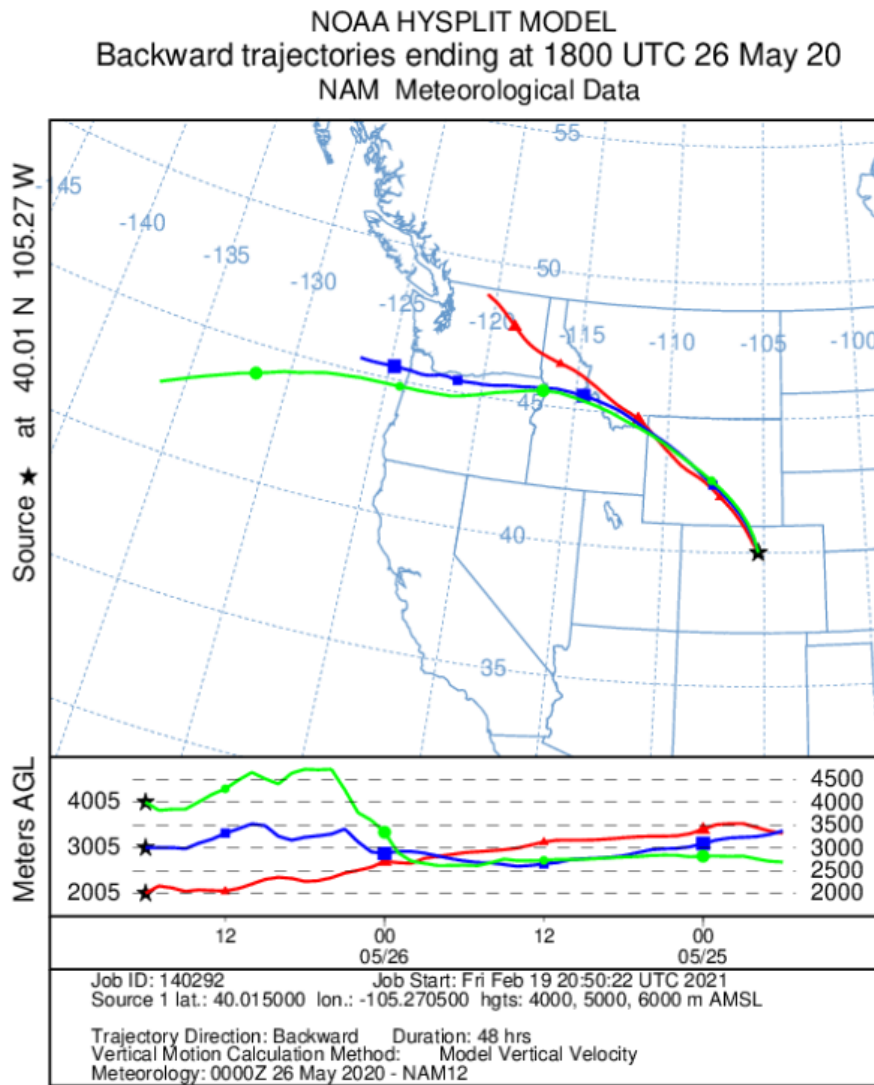 NOAA HYSPLIT MODEL
Backward trajectories ending at 1800 UTC 26 May 20
NAM Meteorological Data
Source ★ at 40.01 N 105.27 W
55
-145
-140
-135
-130
-125
-120
-115
-110
-105
-100
50
45
40
35
Meters AGL
4005
3005
2005
4500
4000
3500
3000
2500
2000
12 00 12 00
05/26 05/25
Job ID: 140292 Job Start: Fri Feb 19 20:50:22 UTC 2021
Source 1 lat.: 40.015000 lon.: -105.270500 hgts: 4000, 5000, 6000 m AMSL
Trajectory Direction: Backward Duration: 48 hrs
Vertical Motion Calculation Method: Model Vertical Velocity
Meteorology: 0000Z 26 May 2020 - NAM12